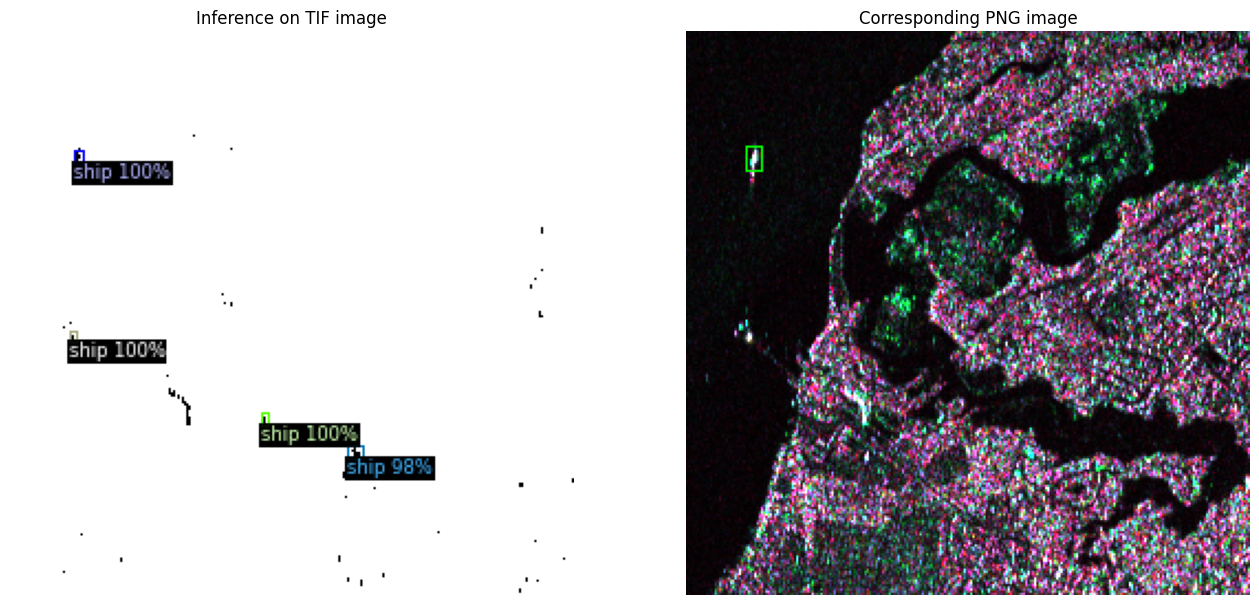 Inference on TIF image
Corresponding PNG image
ship 100%
ship 100%
ship 100%
ship 98%